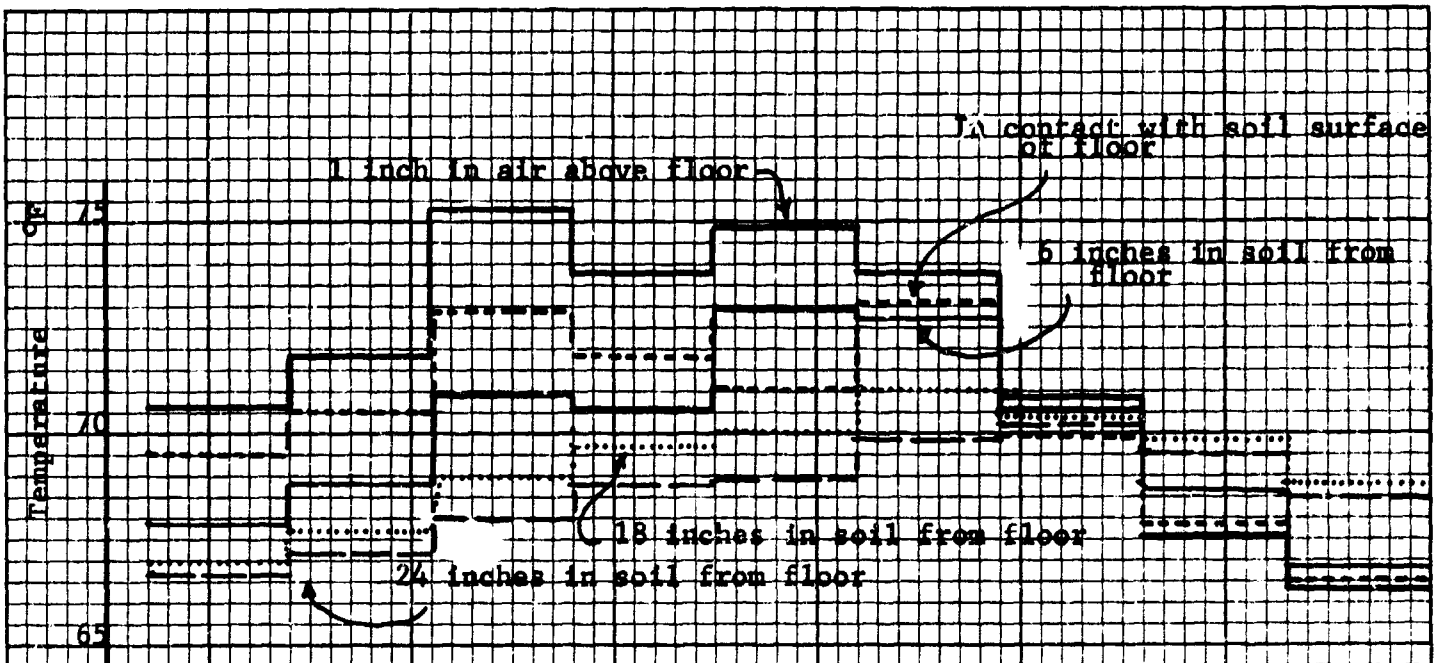 In contact with soil surface
of floor
1 inch in air above floor
°F
75
6 inches in soil from
floor
Temperature
70
18 inches in soil from floor
24 inches in soil from floor
65